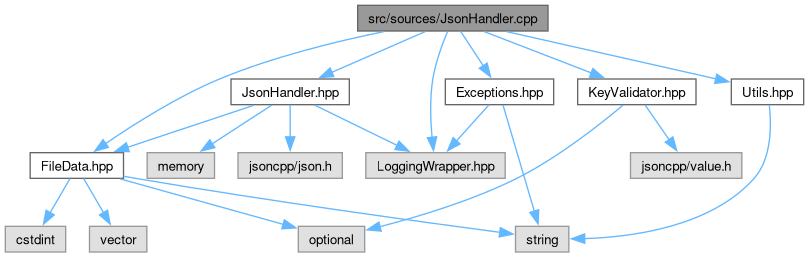 src/sources/JsonHandler.cpp
JsonHandler.hpp
Exceptions.hpp
KeyValidator.hpp
Utils.hpp
FileData.hpp
memory
jsoncpp/json.h
LoggingWrapper.hpp
jsoncpp/value.h
cstdint
vector
optional
string